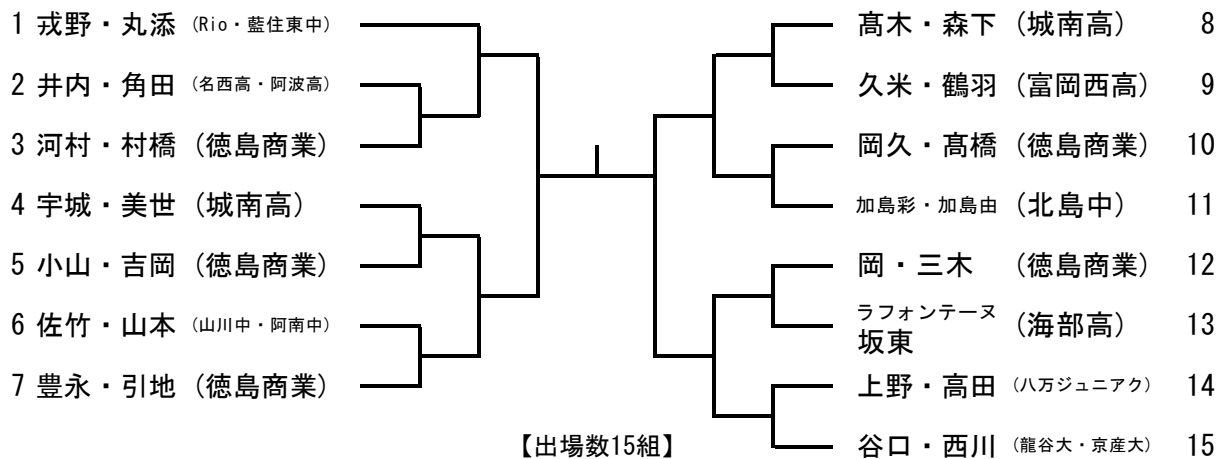 1 戎野・丸添 (Rio・藍住東中)
2 井内・角田 (名西高・阿波高)
3 河村・村橋 (徳島商業)
4 宇城・美世 (城南高)
5 小山・吉岡 (徳島商業)
6 佐竹・山本 (山川中・阿南中)
7 豊永・引地 (徳島商業)
髙木・森下 (城南高) 8
久米・鶴羽 (富岡西高) 9
岡久・髙橋 (徳島商業) 10
加島彩・加島由 (北島中) 11
岡・三木 (徳島商業) 12
ラフォンテーヌ
坂東 (海部高) 13
上野・高田 (八万ジュニアク) 14
谷口・西川 (龍谷大・京産大) 15
【出場数15組】